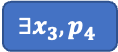 ∃x₃, p₄